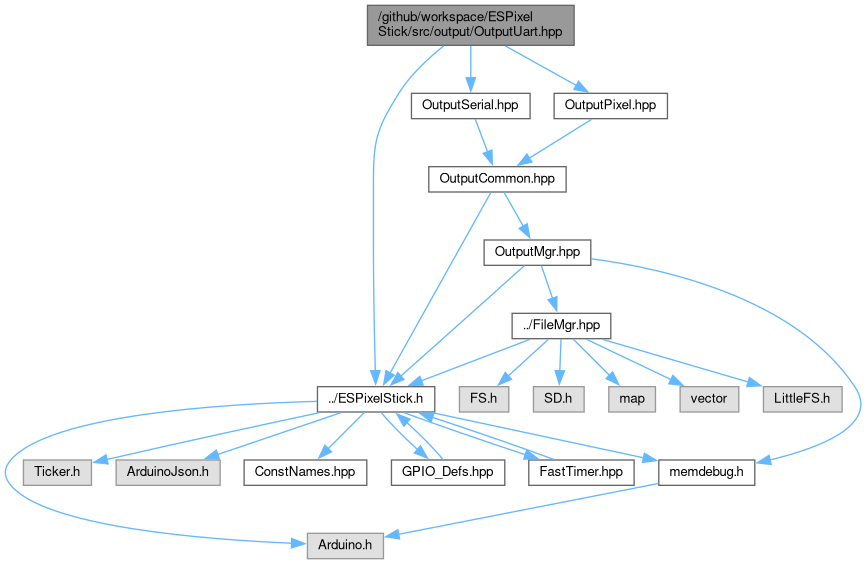 /github/workspace/ESPixel
Stick/src/output/OutputUart.hpp
OutputSerial.hpp
OutputPixel.hpp
OutputCommon.hpp
OutputMgr.hpp
../FileMgr.hpp
../ESPixelStick.h
FS.h
SD.h
map
vector
LittleFS.h
Ticker.h
ArduinoJson.h
ConstNames.hpp
GPIO_Defs.hpp
FastTimer.hpp
memdebug.h
Arduino.h